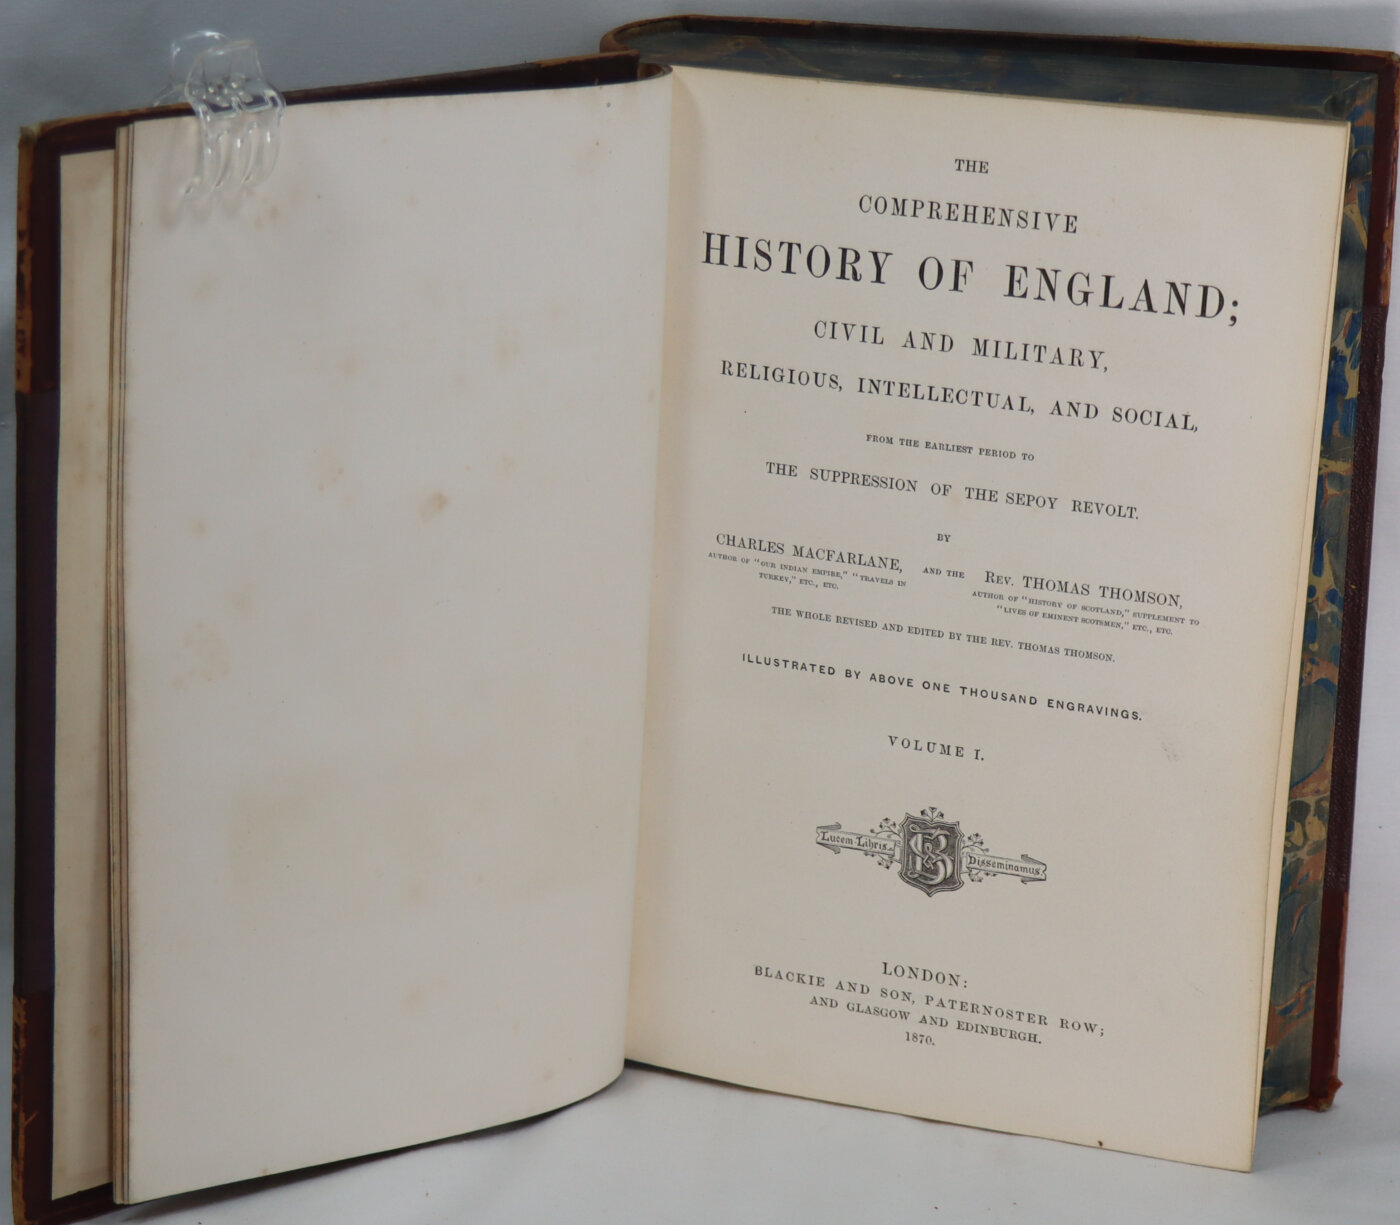 THE
COMPREHENSIVE
HISTORY OF ENGLAND;
CIVIL AND MILITARY,
RELIGIOUS, INTELLECTUAL, AND SOCIAL,
FROM THE EARLIEST PERIOD TO
THE SUPPRESSION OF THE SEPOY REVOLT.
BY
CHARLES MACFARLANE,
AUTHOR OF "OUR INDIAN EMPIRE," "TRAVELS IN
TURKEY," ETC., ETC.
AND THE
REV. THOMAS THOMSON,
AUTHOR OF "HISTORY OF SCOTLAND," SUPPLEMENT TO
"LIVES OF EMINENT SCOTSMEN," ETC., ETC.
THE WHOLE REVISED AND EDITED BY THE REV. THOMAS THOMSON.
ILLUSTRATED BY ABOVE ONE THOUSAND ENGRAVINGS.
VOLUME I.
Lucem Libris B&S Disseminamus
LONDON:
BLACKIE AND SON, PATERNOSTER ROW;
AND GLASGOW AND EDINBURGH.
1870.